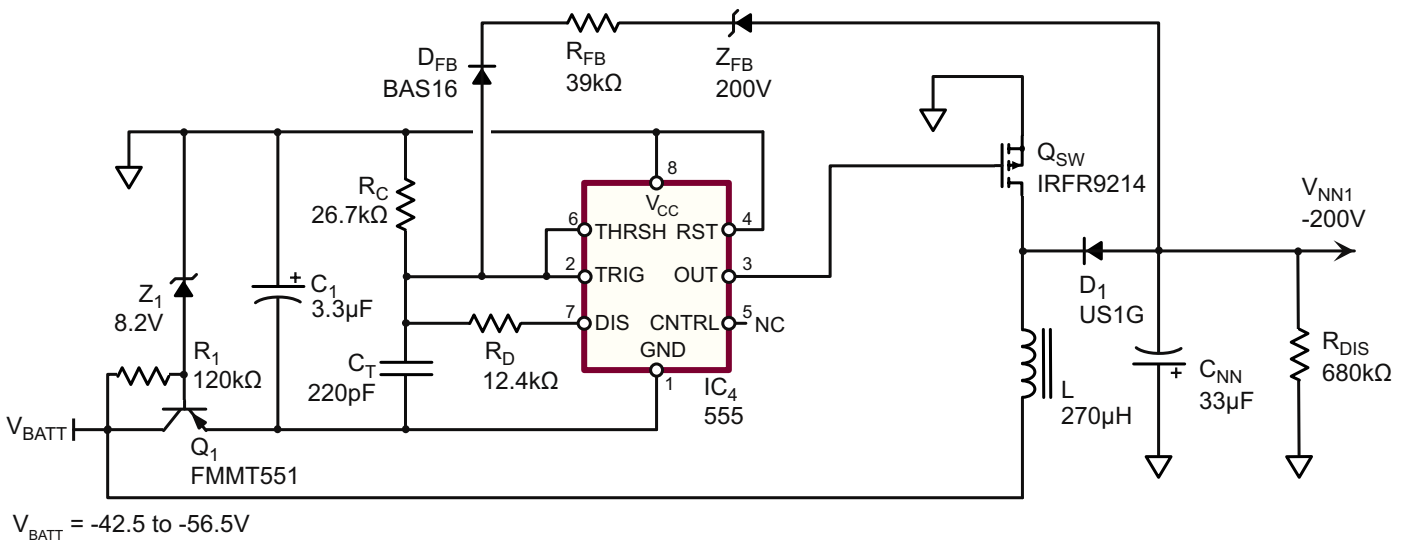 D_FB
BAS16
R_FB
39kΩ
Z_FB
200V
Q_SW
IRFR9214
V_NN1
-200V
R_C
26.7kΩ
8
V_CC
6
THRSH
RST
4
2
TRIG
OUT
3
7
DIS
CNTRL
5
NC
GND
1
IC_4
555
Z_1
8.2V
C_1
3.3µF
+
R_1
120kΩ
C_T
220pF
R_D
12.4kΩ
D_1
US1G
L
270µH
C_NN
33µF
+
R_DIS
680kΩ
V_BATT
Q_1
FMMT551
V_BATT = -42.5 to -56.5V